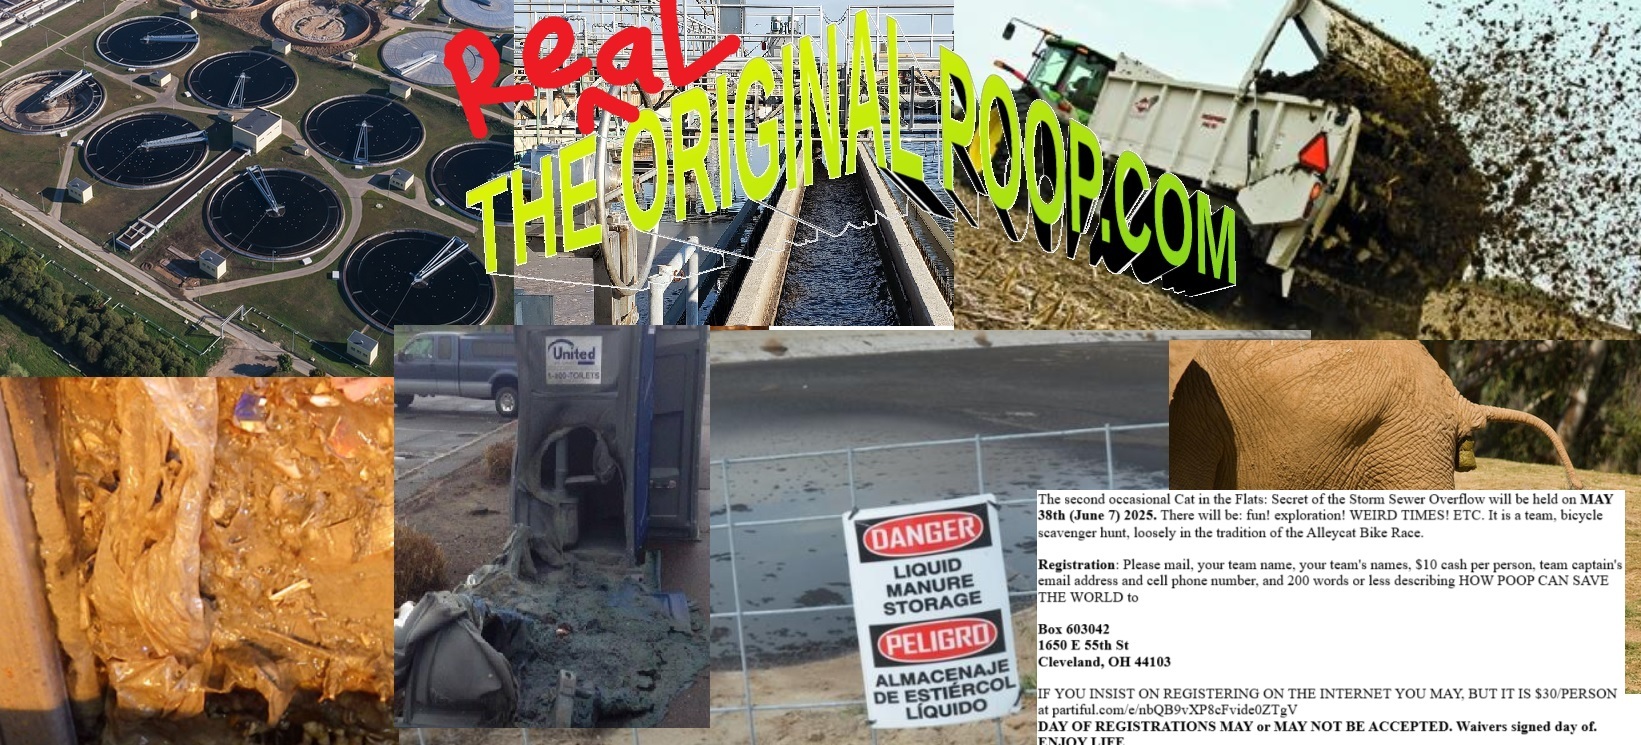 Real
^
THE ORIGINAL POOP.COM
United
1-800-TOILETS
DANGER
LIQUID
MANURE
STORAGE
PELIGRO
ALMACENAJE
DE ESTIÉRCOL
LÍQUIDO
The second occasional Cat in the Flats: Secret of the Storm Sewer Overflow will be held on MAY
38th (June 7) 2025. There will be: fun! exploration! WEIRD TIMES! ETC. It is a team, bicycle
scavenger hunt, loosely in the tradition of the Alleycat Bike Race.
Registration: Please mail, your team name, your team's names, $10 cash per person, team captain's
email address and cell phone number, and 200 words or less describing HOW POOP CAN SAVE
THE WORLD to
Box 603042
1650 E 55th St
Cleveland, OH 44103
IF YOU INSIST ON REGISTERING ON THE INTERNET YOU MAY, BUT IT IS $30/PERSON
at partiful.com/e/nbQB9vXP8cFvide0ZTgV
DAY OF REGISTRATIONS MAY or MAY NOT BE ACCEPTED. Waivers signed day of.
ENJOY LIFE